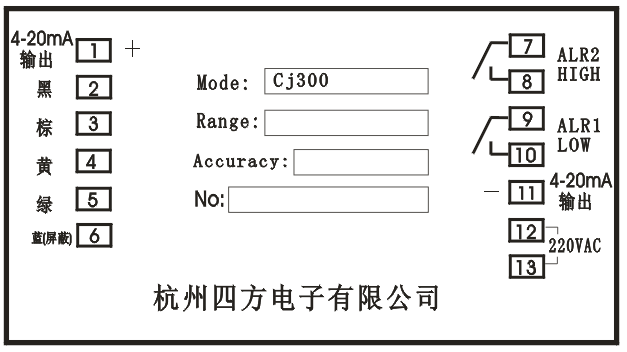 4-20mA
输出
1 +
黑 2
棕 3
黄 4
绿 5
蓝(屏蔽) 6
Mode: Cj300
Range:
Accuracy:
No:
7
8
ALR2
HIGH
9
10
ALR1
LOW
— 11
4-20mA
输出
12
13
220VAC
杭州四方电子有限公司